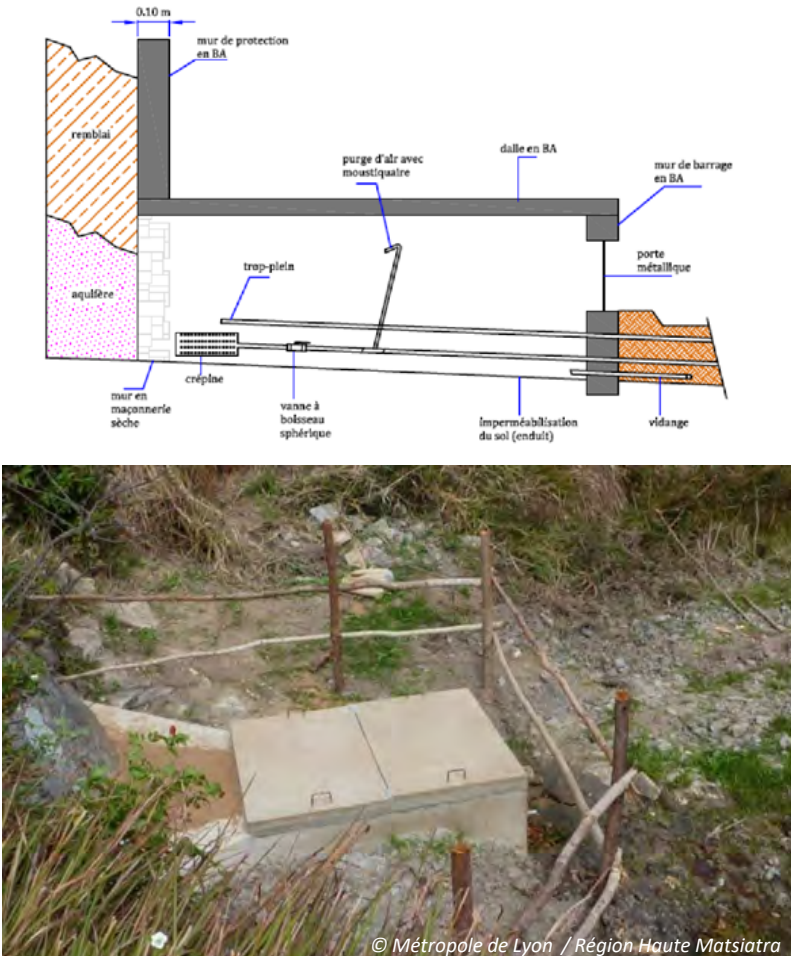 0.10 m
mur de protection
en BA
remblai
purge d'air avec
moustiquaire
dalle en BA
mur de barrage
en BA
trop-plein
porte
métallique
aquifère
crépine
mur en
maçonnerie
sèche
vanne à
boisseau
sphérique
imperméabilisation
du sol (enduit)
vidange
© Métropole de Lyon / Région Haute Matsiatra